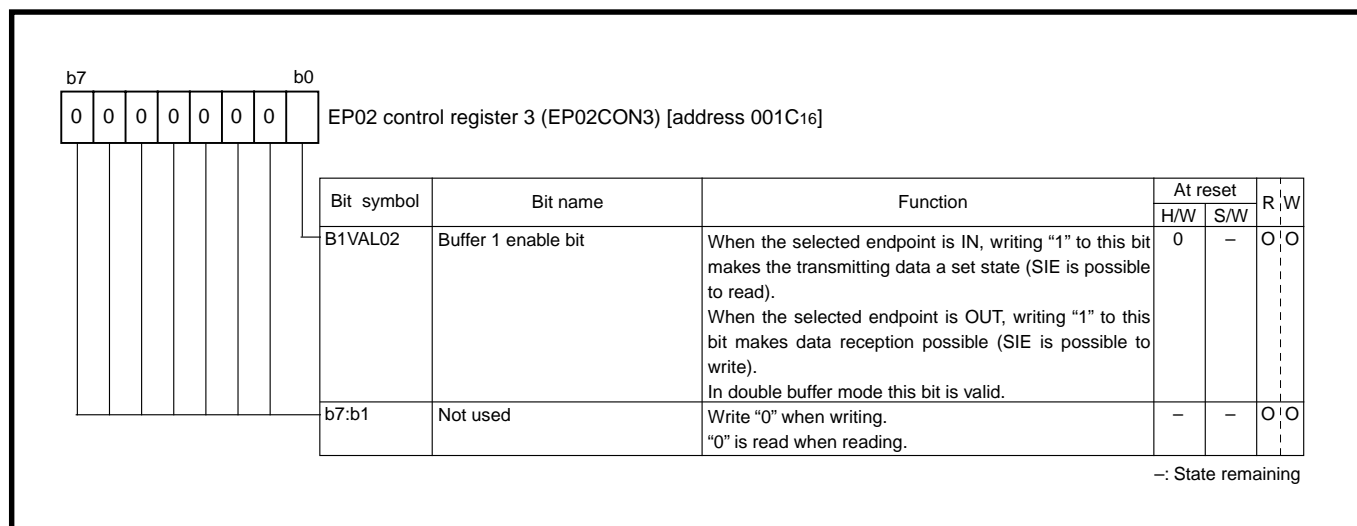 b7 b0
0 0 0 0 0 0 0 EP02 control register 3 (EP02CON3) [address 001C16]
Bit symbol Bit name Function At reset R W
H/W S/W
B1VAL02 Buffer 1 enable bit When the selected endpoint is IN, writing “1” to this bit 0 – O O
makes the transmitting data a set state (SIE is possible
to read).
When the selected endpoint is OUT, writing “1” to this
bit makes data reception possible (SIE is possible to
write).
In double buffer mode this bit is valid.
b7:b1 Not used Write “0” when writing. – – O O
“0” is read when reading.
–: State remaining